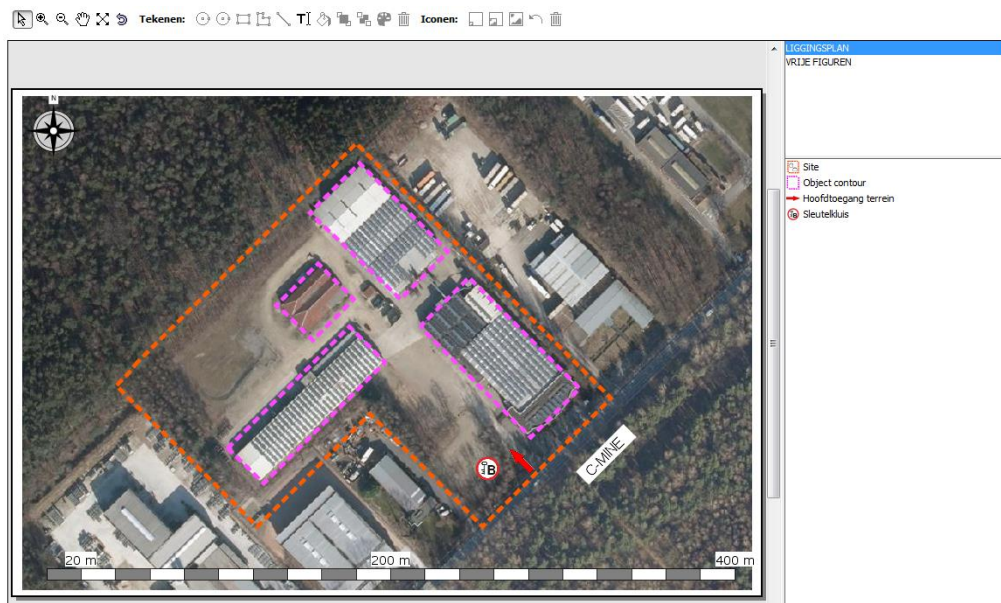 Tekenen: T Iconen:
LIGGINGSPLAN
VRIJE FIGUREN
N
Site
Object contour
Hoofdtoegang terrein
B Sleutelkluis
C-MINE
B
20 m 200 m 400 m